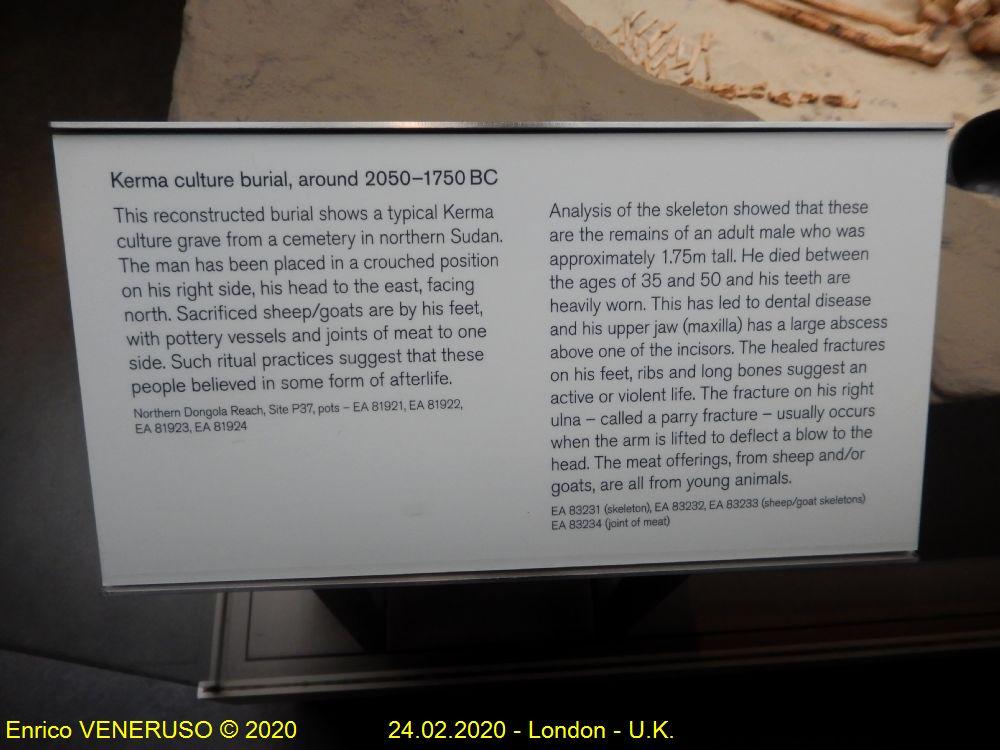 Kerma culture burial, around 2050–1750 BC
This reconstructed burial shows a typical Kerma
culture grave from a cemetery in northern Sudan.
The man has been placed in a crouched position
on his right side, his head to the east, facing
north. Sacrificed sheep/goats are by his feet,
with pottery vessels and joints of meat to one
side. Such ritual practices suggest that these
people believed in some form of afterlife.
Northern Dongola Reach, Site P37, pots – EA 81921, EA 81922,
EA 81923, EA 81924
Analysis of the skeleton showed that these
are the remains of an adult male who was
approximately 1.75m tall. He died between
the ages of 35 and 50 and his teeth are
heavily worn. This has led to dental disease
and his upper jaw (maxilla) has a large abscess
above one of the incisors. The healed fractures
on his feet, ribs and long bones suggest an
active or violent life. The fracture on his right
ulna – called a parry fracture – usually occurs
when the arm is lifted to deflect a blow to the
head. The meat offerings, from sheep and/or
goats, are all from young animals.
EA 83231 (skeleton), EA 83232, EA 83233 (sheep/goat skeletons)
EA 83234 (joint of meat)
Enrico VENERUSO © 2020
24.02.2020 - London - U.K.